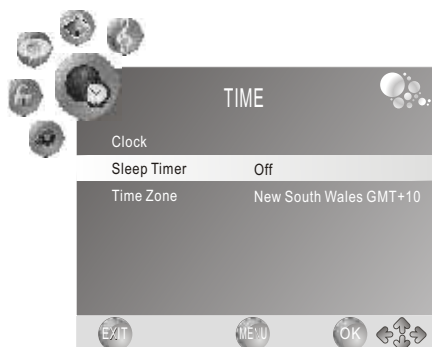 TIME
Clock
Sleep Timer Off
Time Zone New South Wales GMT+10
EXIT MENU OK